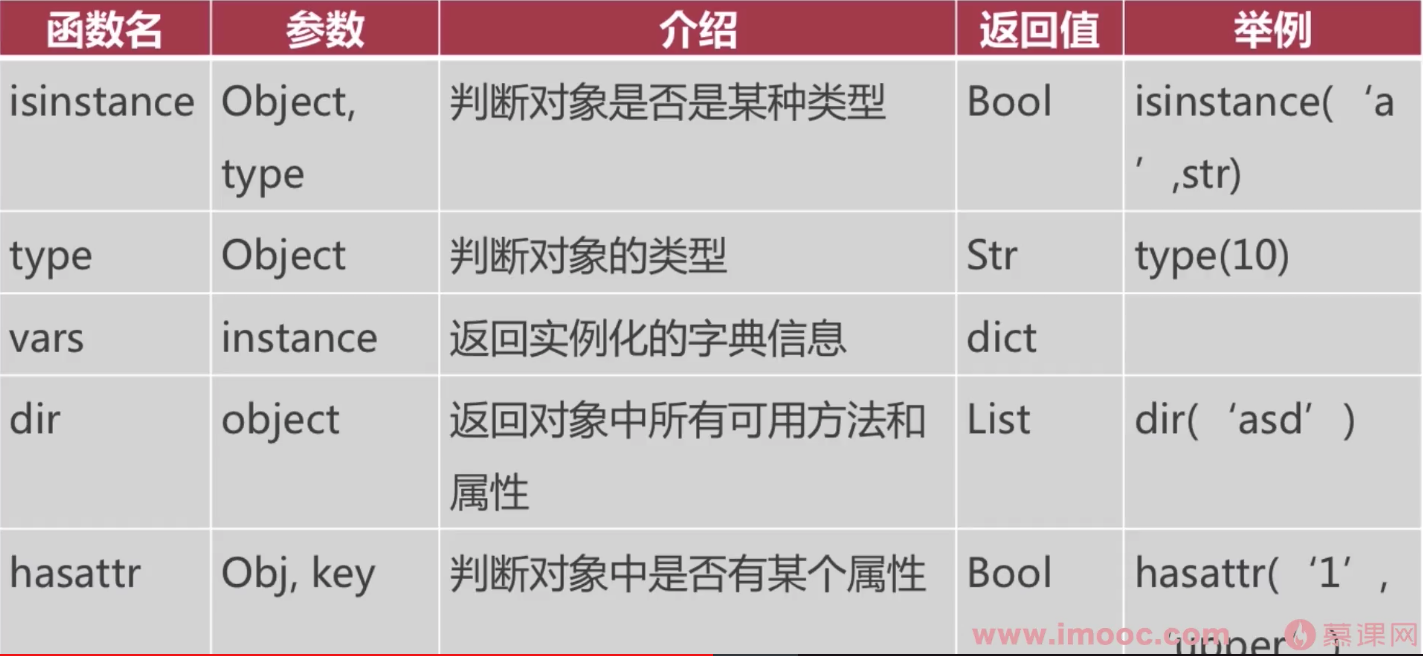 函数名 参数 介绍 返回值 举例
isinstance Object, 判断对象是否是某种类型 Bool isinstance( ‘a
type ’ ,str)
type Object 判断对象的类型 Str type(10)
vars instance 返回实例化的字典信息 dict
dir object 返回对象中所有可用方法和 List dir( ‘asd’ )
属性
hasattr Obj, key 判断对象中是否有某个属性 Bool hasattr( ‘1’ ,
‘upper’ )
www.imooc.com 慕课网